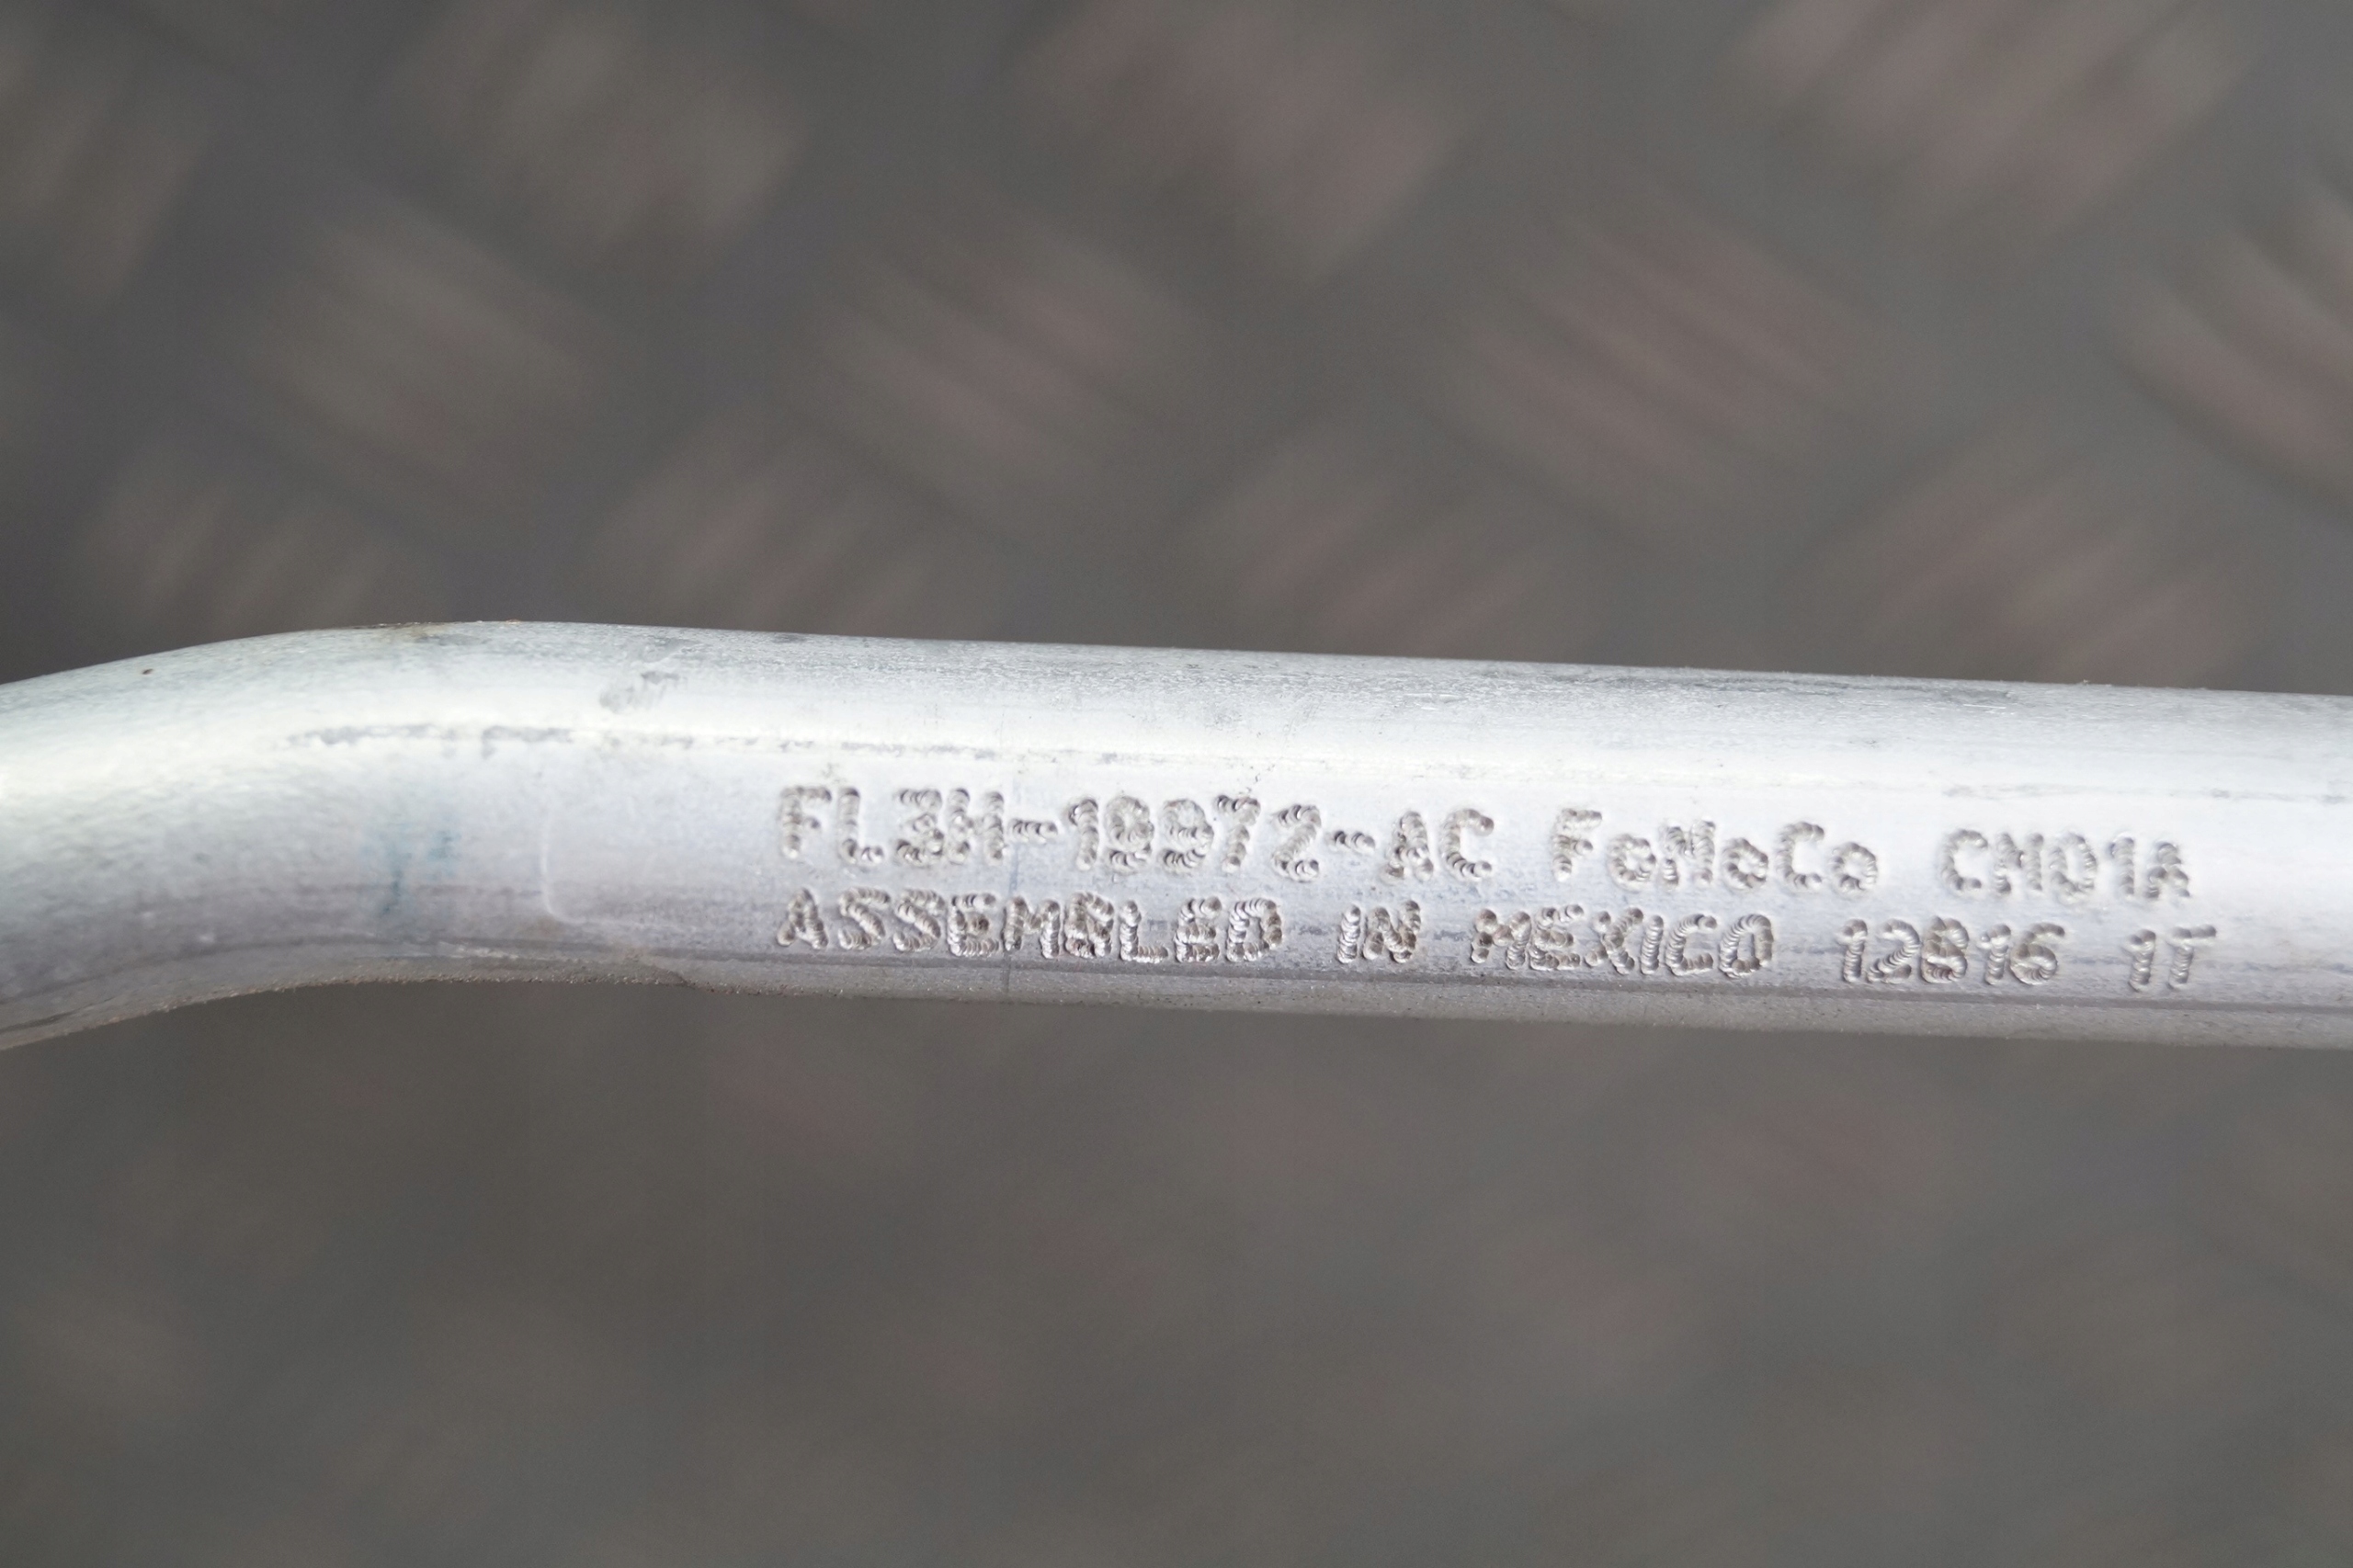 FL3H-19972-AC FoMoCo CM01A
ASSEMBLED IN MEXICO 12816 1T